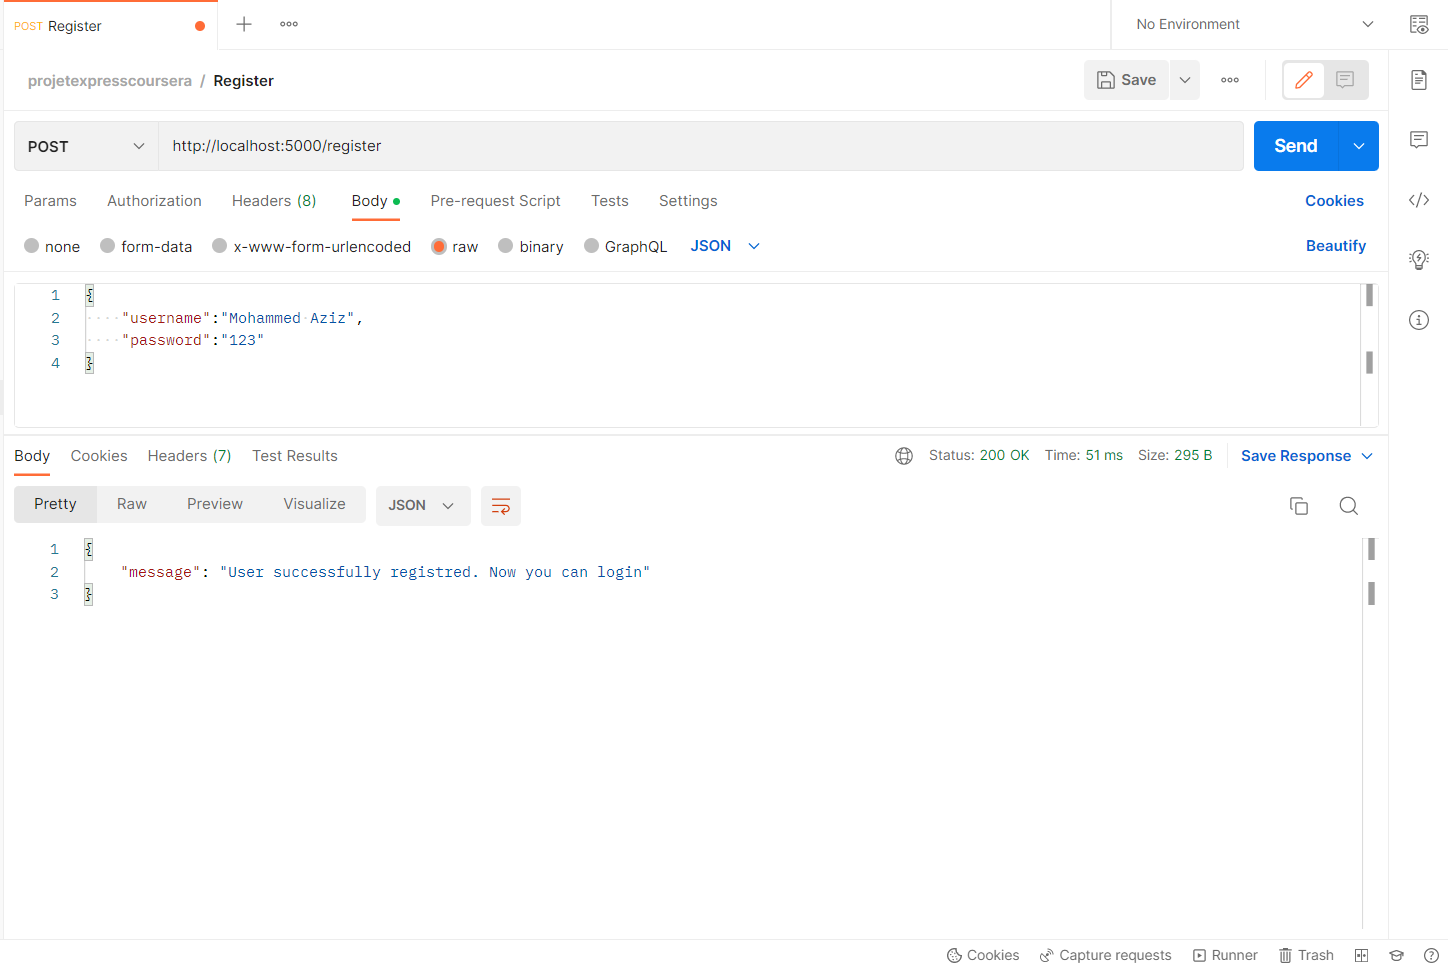 POST Register
No Environment
projetexpresscoursera / Register
Save
POST
http://localhost:5000/register
Send
Params Authorization Headers (8) Body Pre-request Script Tests Settings Cookies
none form-data x-www-form-urlencoded raw binary GraphQL JSON Beautify
1 {
2 "username":"Mohammed Aziz",
3 "password":"123"
4 }
Body Cookies Headers (7) Test Results Status: 200 OK Time: 51 ms Size: 295 B Save Response
Pretty Raw Preview Visualize JSON
1 {
2 "message": "User successfully registred. Now you can login"
3 }
Cookies Capture requests Runner Trash